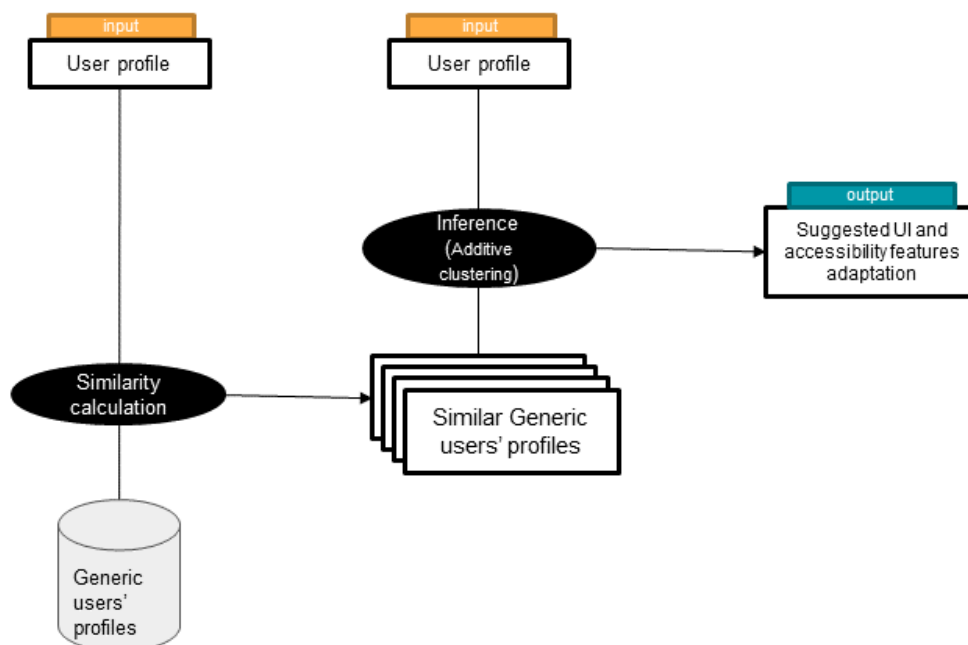 input
User profile
input
User profile
output
Suggested UI and
accessibility features
adaptation
Inference
(Additive
clustering)
Similarity
calculation
Similar Generic
users’ profiles
Generic
users’
profiles